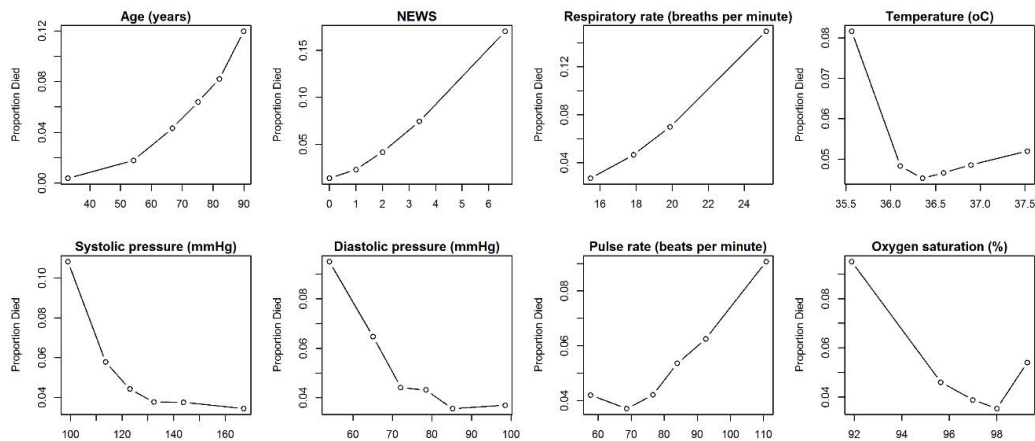 Age (years)
NEWS
Respiratory rate (breaths per minute)
Temperature (oC)
Proportion Died
0.00 0.04 0.08 0.12
40 50 60 70 80 90
Proportion Died
0.05 0.10 0.15
0 1 2 3 4 5 6
Proportion Died
0.04 0.08 0.12
16 18 20 22 24
Proportion Died
0.05 0.06 0.07 0.08
35.5 36.0 36.5 37.0 37.5
Systolic pressure (mmHg)
Diastolic pressure (mmHg)
Pulse rate (beats per minute)
Oxygen saturation (%)
Proportion Died
0.04 0.06 0.08 0.10
100 120 140 160
Proportion Died
0.04 0.06 0.08
60 70 80 90 100
Proportion Died
0.04 0.06 0.08
60 70 80 90 100 110
Proportion Died
0.04 0.06 0.08
92 94 96 98